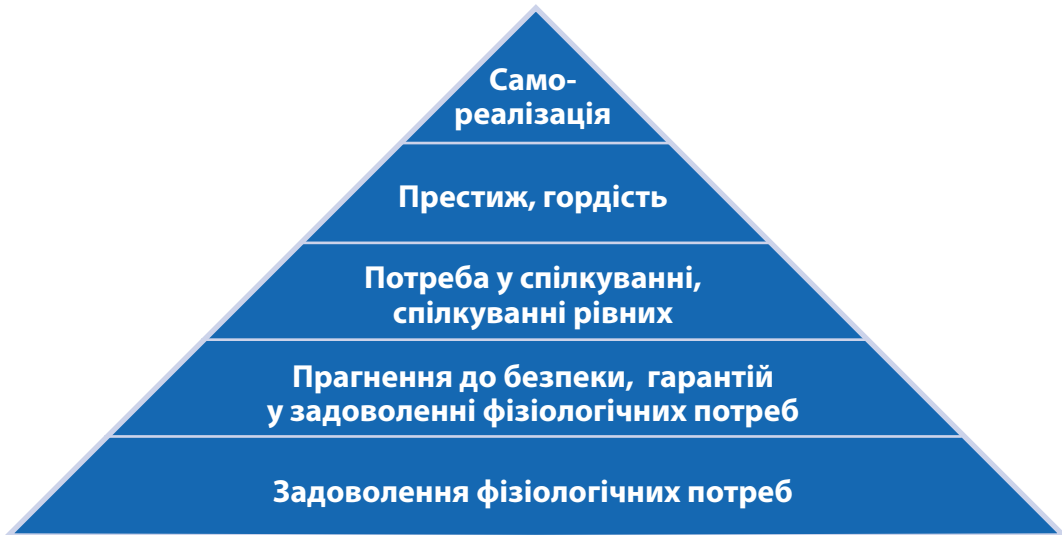 Само-
реалізація
Престиж, гордість
Потреба у спілкуванні,
спілкуванні рівних
Прагнення до безпеки, гарантій
у задоволенні фізіологічних потреб
Задоволення фізіологічних потреб